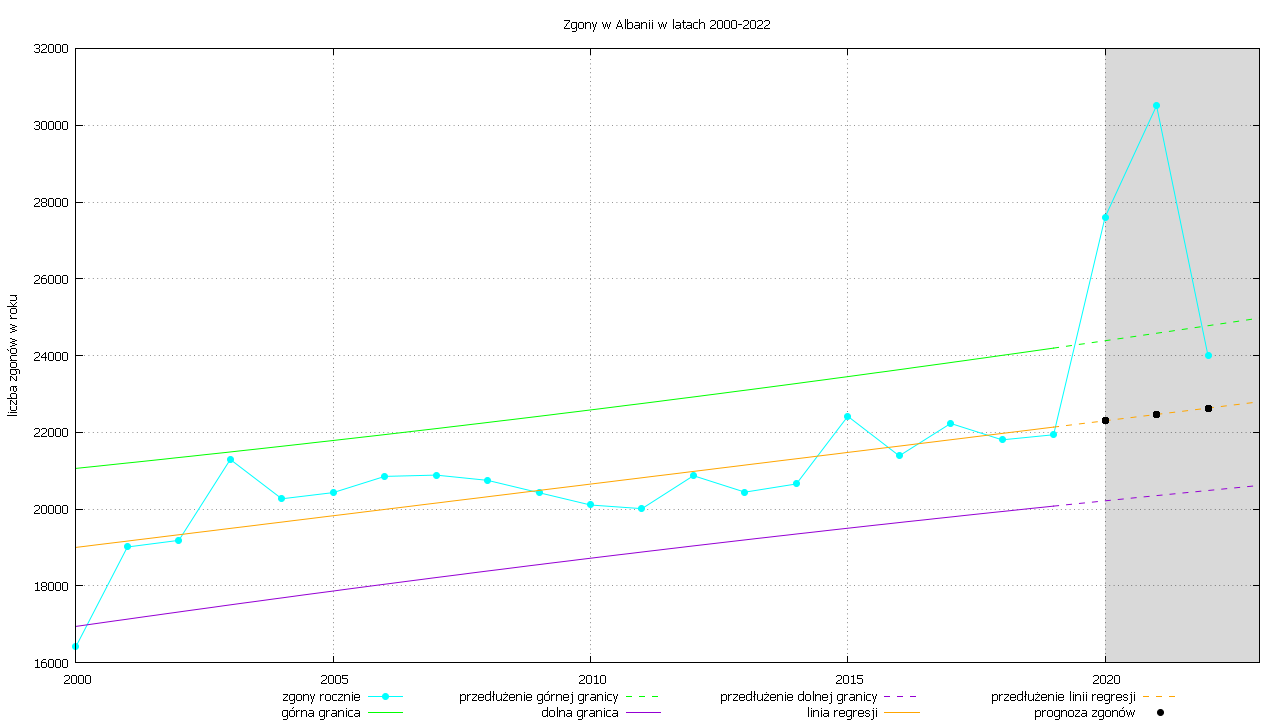 Zgony w Albanii w latach 2000-2022
liczba zgonów w roku
32000
30000
28000
26000
24000
22000
20000
18000
16000
2000 2005 2010 2015 2020
zgony rocznie przedłużenie górnej granicy przedłużenie dolnej granicy przedłużenie linii regresji
górna granica dolna granica linia regresji prognoza zgonów